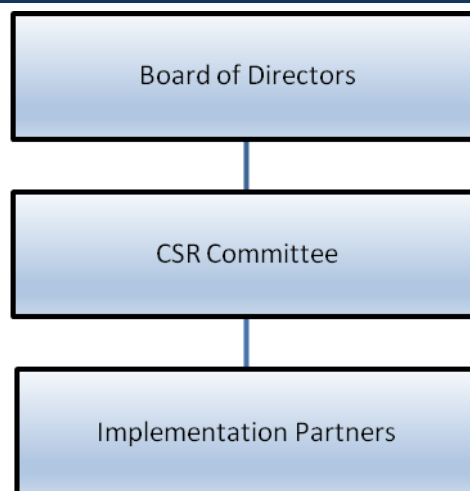 Board of Directors
CSR Committee
Implementation Partners